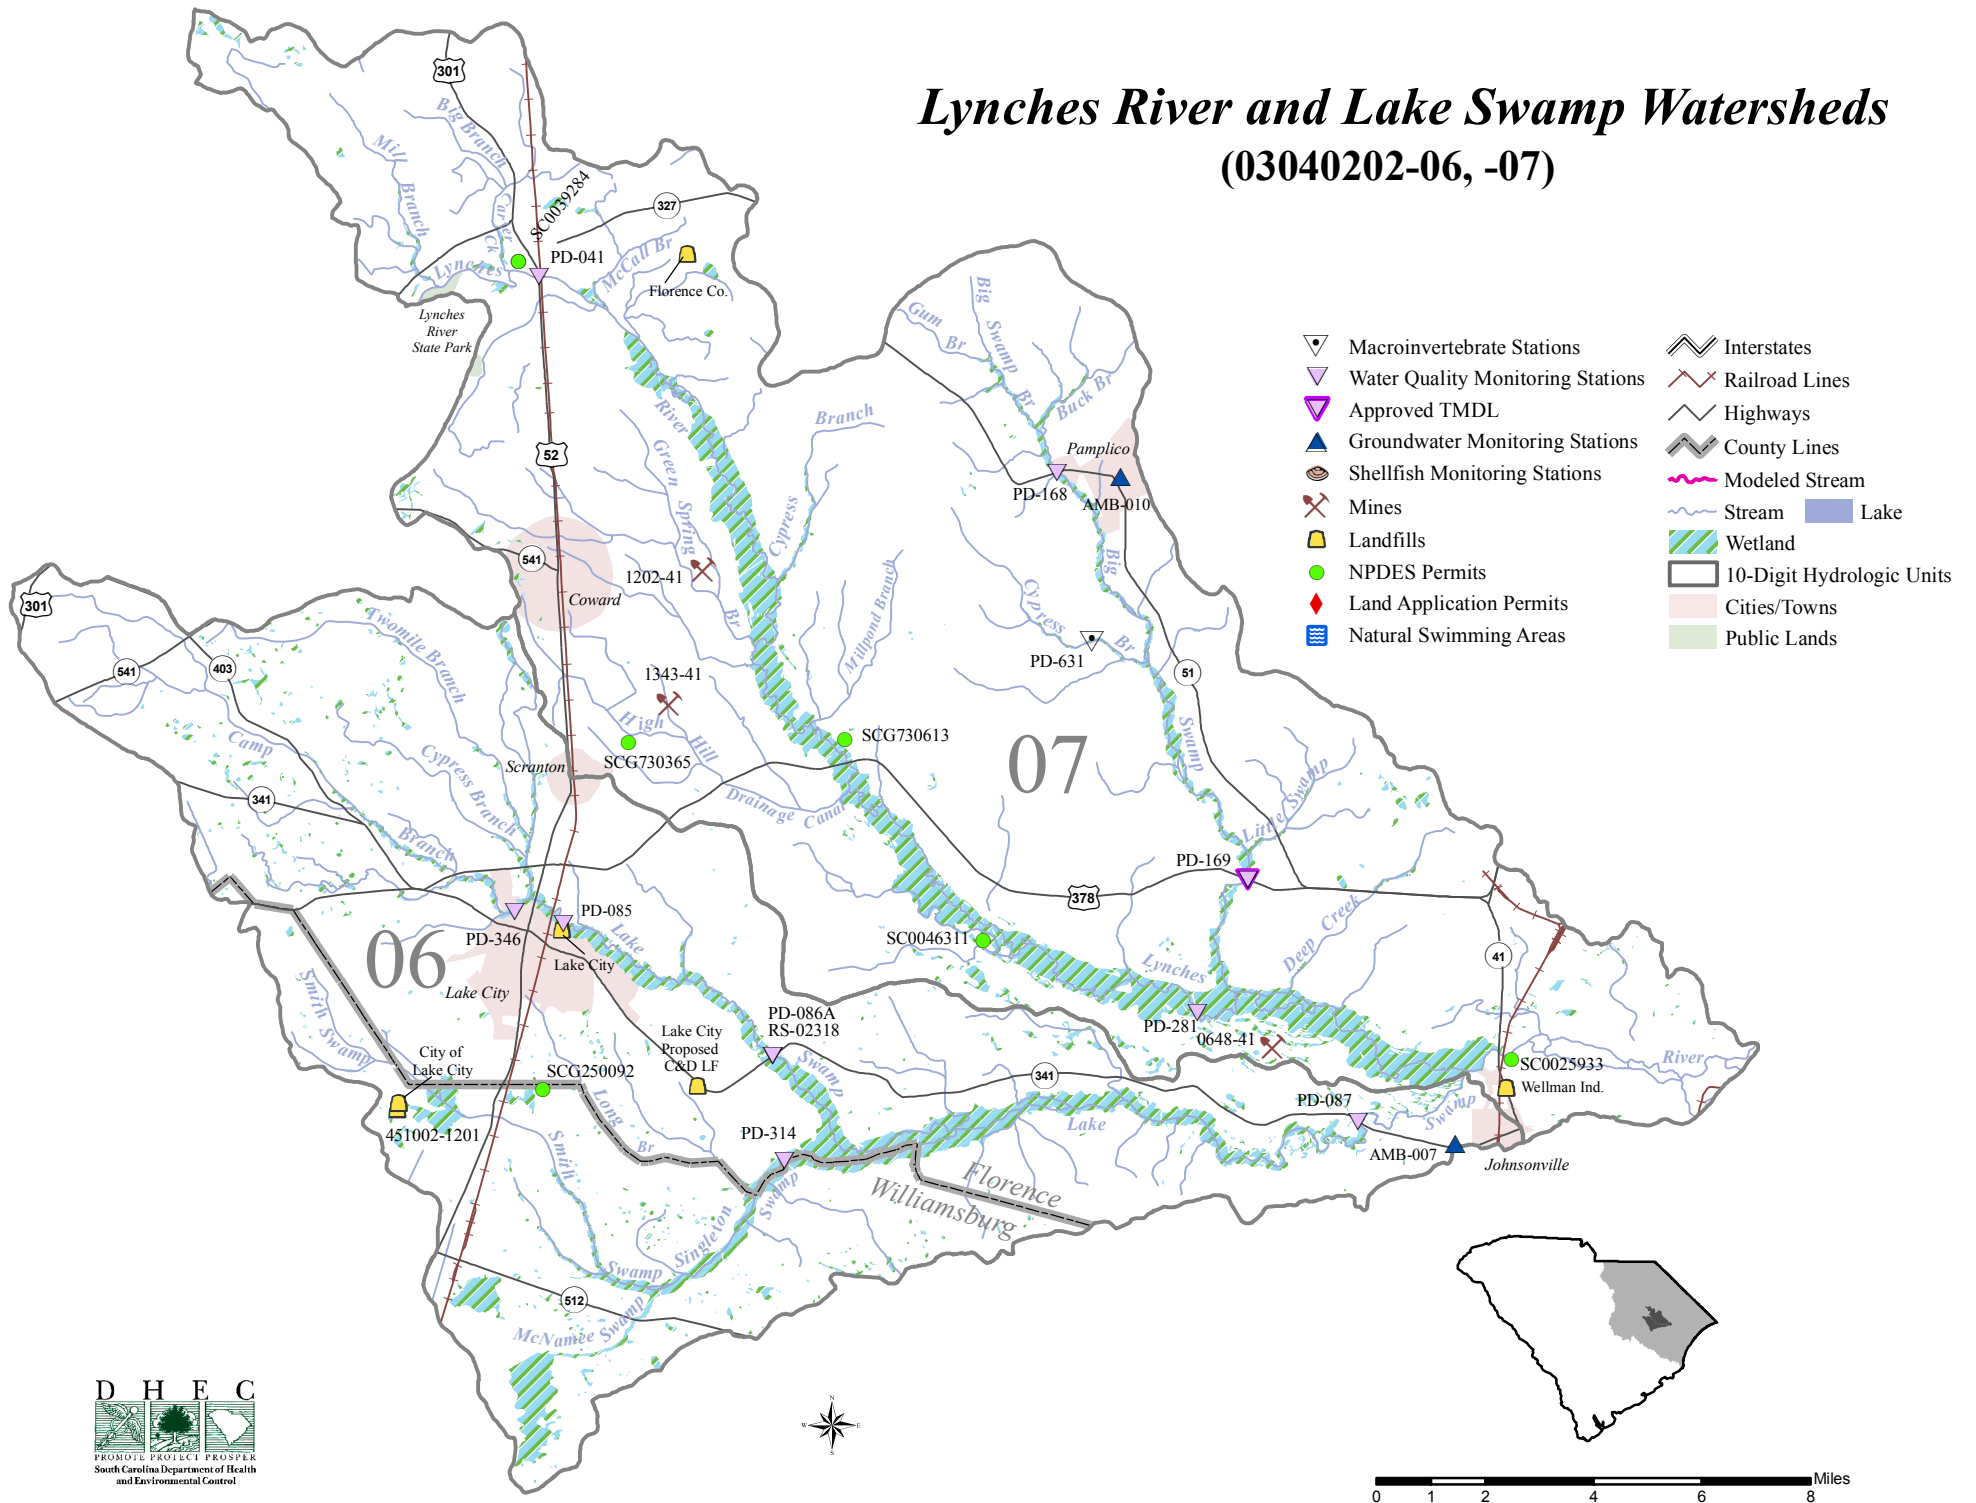 Lynches River and Lake Swamp Watersheds
(03040202-06, -07)
301
Big Branch
Mill
Branch
Carter
Ck
SC0039284
327
PD-041
McCall Br
Florence Co.
Lynches
Lynches
River
State Park
River
52
Green Spring
Br
Branch
Cypress
Gum
Br
Big
Swamp
Br
Buck Br
Pamplico
PD-168
AMB-010
Big
Cypress
Br
PD-631
51
Swamp
541
Coward
1202-41
1343-41
Millpond Branch
High
Hill
SCG730365
SCG730613
Drainage Canal
07
Scranton
301
541
403
Twomile Branch
Camp
Cypress Branch
341
Branch
Little Swamp
PD-169
378
SC0046311
Deep Creek
Lynches
PD-281
0648-41
41
River
SC0025933
Wellman Ind.
PD-085
PD-346
Lake
Lake City
06
Lake City
Smith Swamp
PD-086A
RS-02318
Lake City
Proposed
C&D LF
Swamp
City of
Lake City
SCG250092
451002-1201
Long
Br
341
Lake
PD-087
Swamp
AMB-007
Johnsonville
PD-314
Smith
Swamp
Florence
Williamsburg
Singleton
Swamp
512
McNamee Swamp
Macroinvertebrate Stations
Water Quality Monitoring Stations
Approved TMDL
Groundwater Monitoring Stations
Shellfish Monitoring Stations
Mines
Landfills
NPDES Permits
Land Application Permits
Natural Swimming Areas
Interstates
Railroad Lines
Highways
County Lines
Modeled Stream
Stream
Lake
Wetland
10-Digit Hydrologic Units
Cities/Towns
Public Lands
D H E C
PROMOTE PROTECT PROSPER
South Carolina Department of Health
and Environmental Control
N
W
E
S
Miles
0 1 2 4 6 8